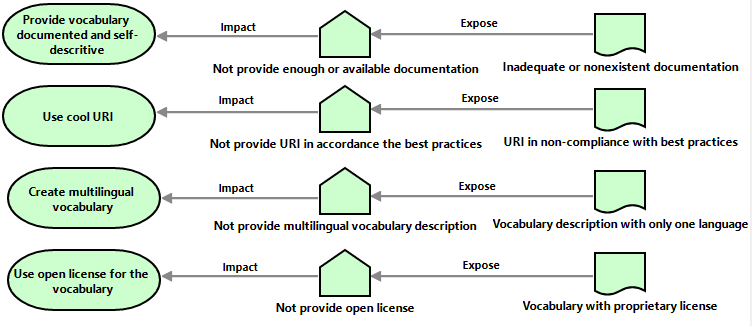 Provide vocabulary
documented and self-
descritive
Impact
Expose
Not provide enough or available documentation
Inadequate or nonexistent documentation
Use cool URI
Impact
Expose
Not provide URI in accordance the best practices
URI in non-compliance with best practices
Create multilingual
vocabulary
Impact
Expose
Not provide multilingual vocabulary description
Vocabulary description with only one language
Use open license for the
vocabulary
Impact
Expose
Not provide open license
Vocabulary with proprietary license